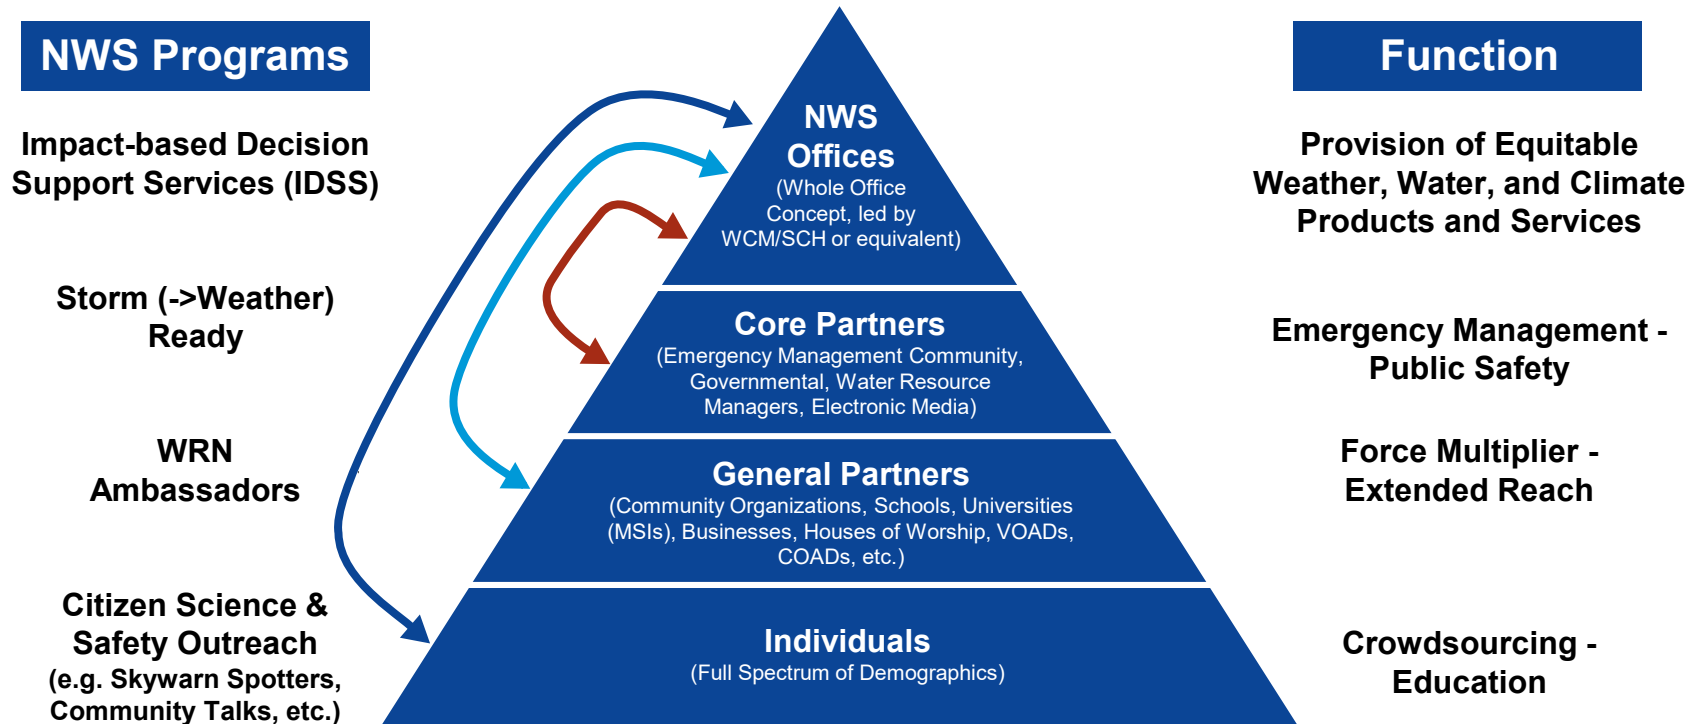 NWS Programs
Impact-based Decision
Support Services (IDSS)
Storm (->Weather)
Ready
WRN
Ambassadors
Citizen Science &
Safety Outreach
(e.g. Skywarn Spotters,
Community Talks, etc.)
NWS
Offices
(Whole Office
Concept, led by
WCM/SCH or equivalent)
Core Partners
(Emergency Management Community,
Governmental, Water Resource
Managers, Electronic Media)
General Partners
(Community Organizations, Schools, Universities
(MSIs), Businesses, Houses of Worship, VOADs,
COADs, etc.)
Individuals
(Full Spectrum of Demographics)
Function
Provision of Equitable
Weather, Water, and Climate
Products and Services
Emergency Management -
Public Safety
Force Multiplier -
Extended Reach
Crowdsourcing -
Education